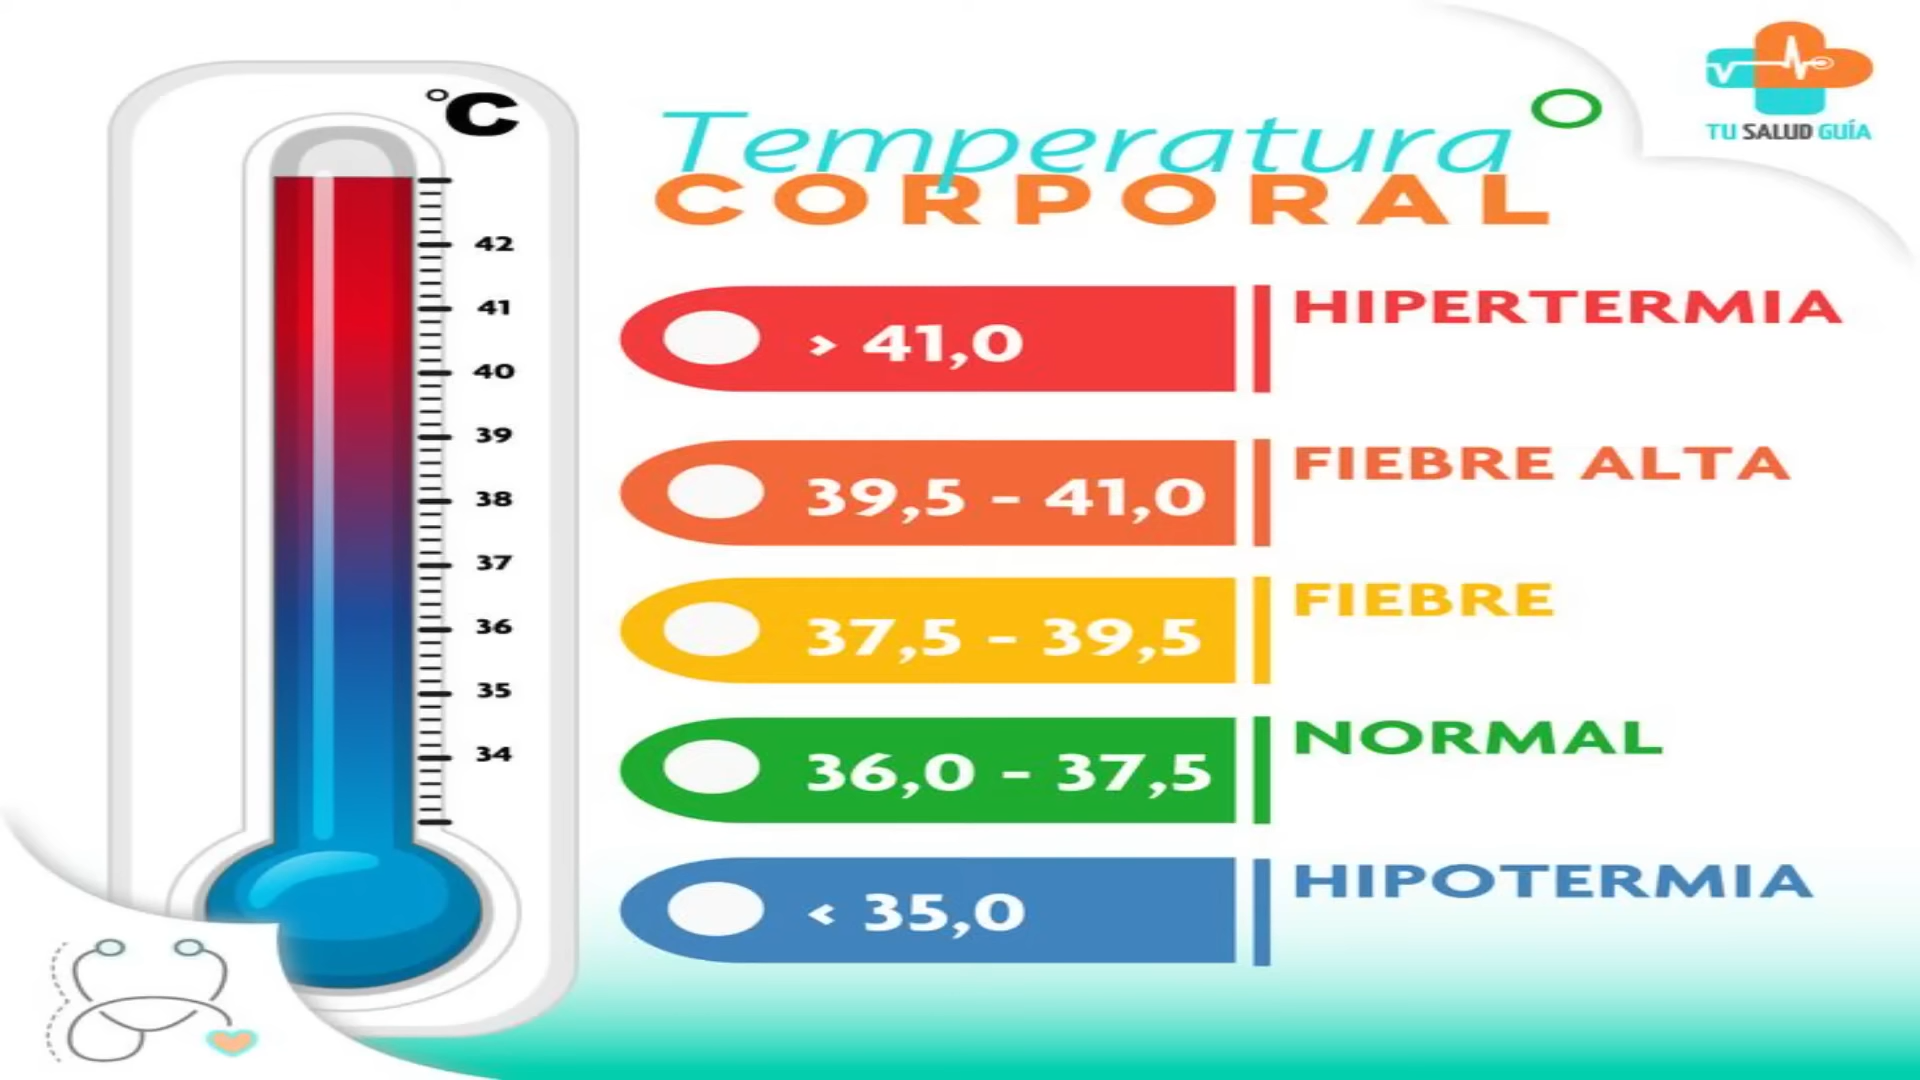 °C
42
41
40
39
38
37
36
35
34
Temperatura
CORPORAL
> 41,0
HIPERTERMIA
39,5 - 41,0
FIEBRE ALTA
37,5 - 39,5
FIEBRE
36,0 - 37,5
NORMAL
< 35,0
HIPOTERMIA
TU SALUD GUÍA